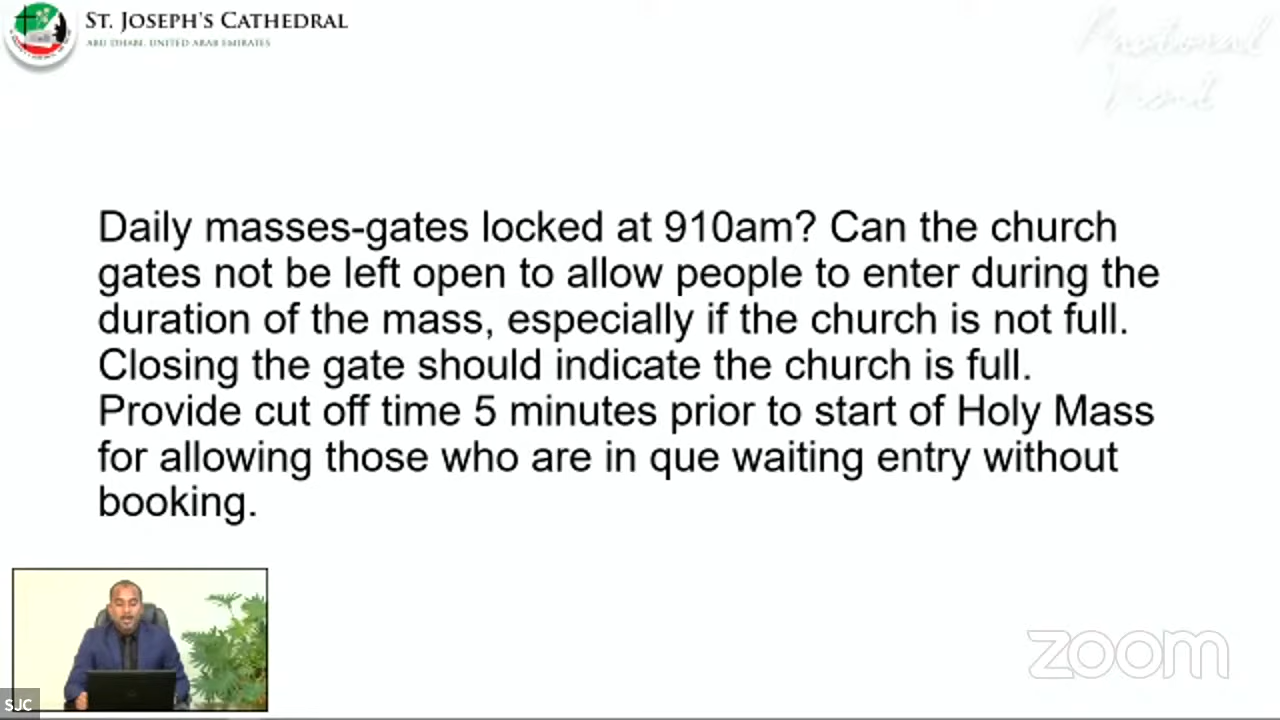 ST. JOSEPH'S CATHEDRAL
ABU DHABI, UNITED ARAB EMIRATES
Daily masses-gates locked at 910am? Can the church
gates not be left open to allow people to enter during the
duration of the mass, especially if the church is not full.
Closing the gate should indicate the church is full.
Provide cut off time 5 minutes prior to start of Holy Mass
for allowing those who are in que waiting entry without
booking.
SJC
zoom